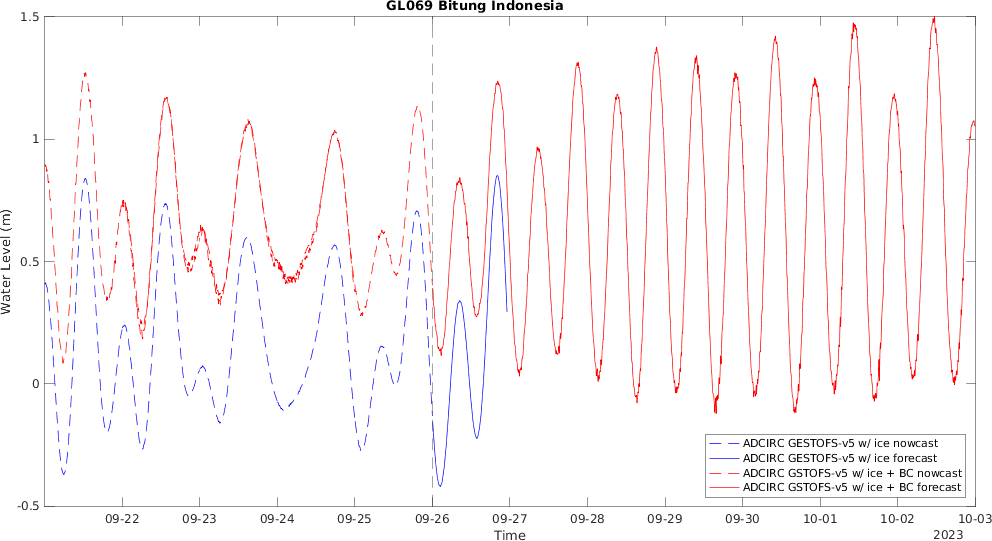 GL069 Bitung Indonesia
1.5
1
0.5
0
-0.5
Water Level (m)
09-22 09-23 09-24 09-25 09-26 09-27 09-28 09-29 09-30 10-01 10-02 10-03
2023
Time
ADCIRC GESTOFS-v5 w/ ice nowcast
ADCIRC GESTOFS-v5 w/ ice forecast
ADCIRC GSTOFS-v5 w/ ice + BC nowcast
ADCIRC GSTOFS-v5 w/ ice + BC forecast